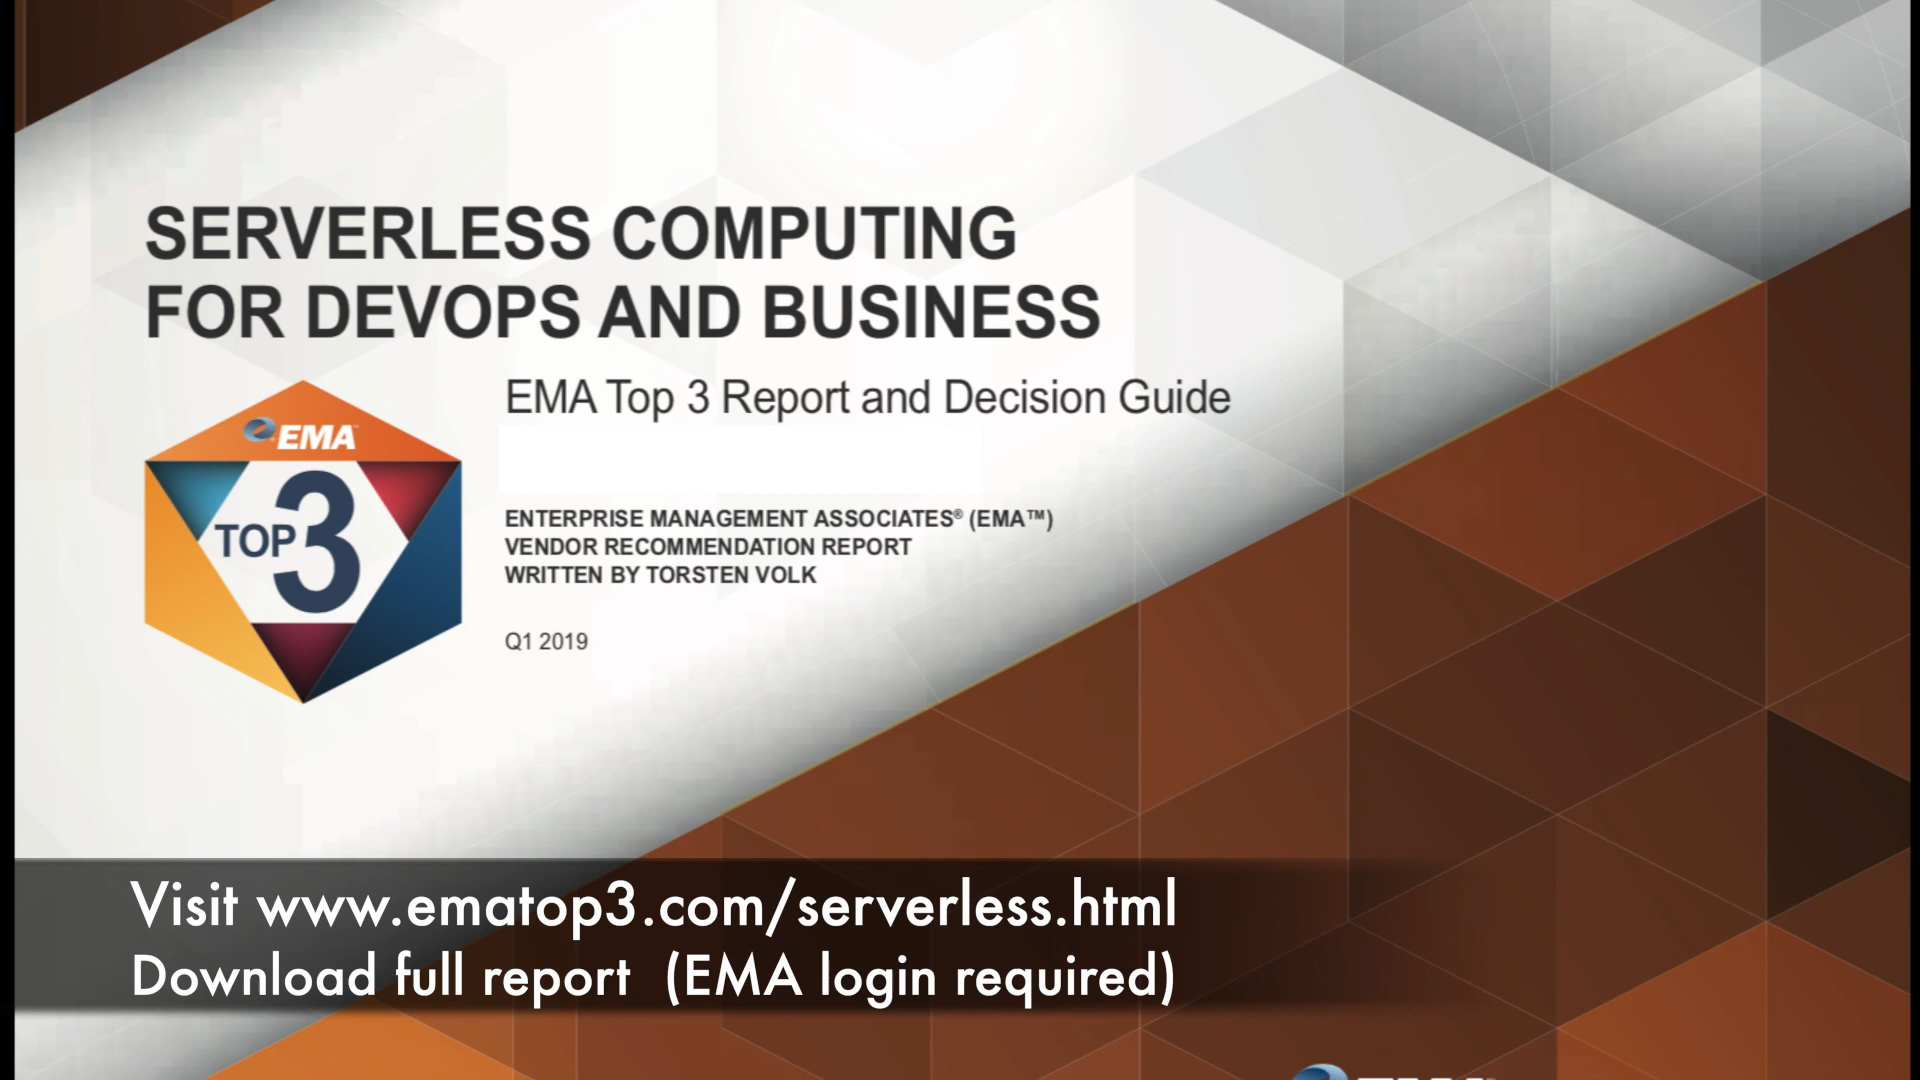 SERVERLESS COMPUTING
FOR DEVOPS AND BUSINESS
EMA Top 3 Report and Decision Guide
EMA
TOP 3
ENTERPRISE MANAGEMENT ASSOCIATES® (EMA™)
VENDOR RECOMMENDATION REPORT
WRITTEN BY TORSTEN VOLK
Q1 2019
Visit www.ematop3.com/serverless.html
Download full report (EMA login required)